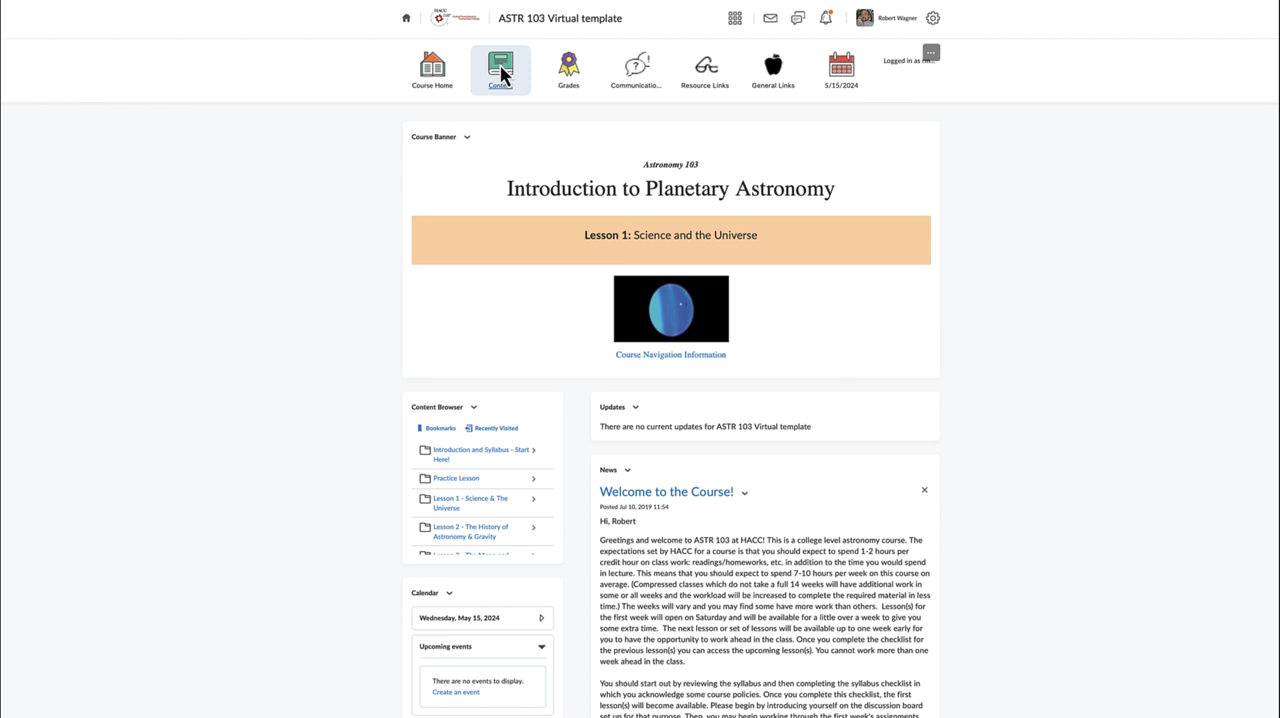 HACC
ASTR 103 Virtual template
Robert Wagner
Course Home
Grades
Communicatio...
Resource Links
General Links
5/15/2024
Logged in as
...
Course Banner
Astronomy 103
Introduction to Planetary Astronomy
Lesson 1: Science and the Universe
Course Navigation Information
Content Browser
Bookmarks
Recently Visited
Introduction and Syllabus - Start
Here!
Practice Lesson
Lesson 1 - Science & The
Universe
Lesson 2 - The History of
Astronomy & Gravity
Calendar
Wednesday, May 15, 2024
Upcoming events
There are no events to display.
Create an event
Updates
There are no current updates for ASTR 103 Virtual template
News
Welcome to the Course!
Posted Jul 10, 2019 11:54
Hi, Robert
Greetings and welcome to ASTR 103 at HACC! This is a college level astronomy course. The
expectations set by HACC for a course is that you should expect to spend 1-2 hours per
credit hour on class work: readings/homeworks, etc. in addition to the time you would spend
in lecture. This means that you should expect to spend 7-10 hours per week on this course on
average. (Compressed classes which do not take a full 14 weeks will have additional work in
some or all weeks and the workload will be increased to complete the required material in less
time.) The weeks will vary and you may find some have more work than others. Lesson(s) for
the first week will open on Saturday and will be available for a little over a week to give you
some extra time. The next lesson or set of lessons will be available up to one week early for
you to have the opportunity to work ahead in the class. Once you complete the checklist for
the previous lesson(s) you can access the upcoming lesson(s). You cannot work more than one
week ahead in the class.
You should start out by reviewing the syllabus and then completing the syllabus checklist in
which you acknowledge some course policies. Once you complete this checklist, the first
lesson(s) will become available. Please begin by introducing yourself on the discussion board
set up for that purpose. Then, you may begin working through the first week's assignments